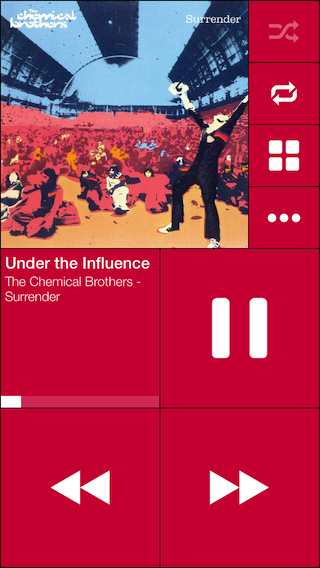 The
chemical
brothers
Surrender
Under the Influence
The Chemical Brothers -
Surrender